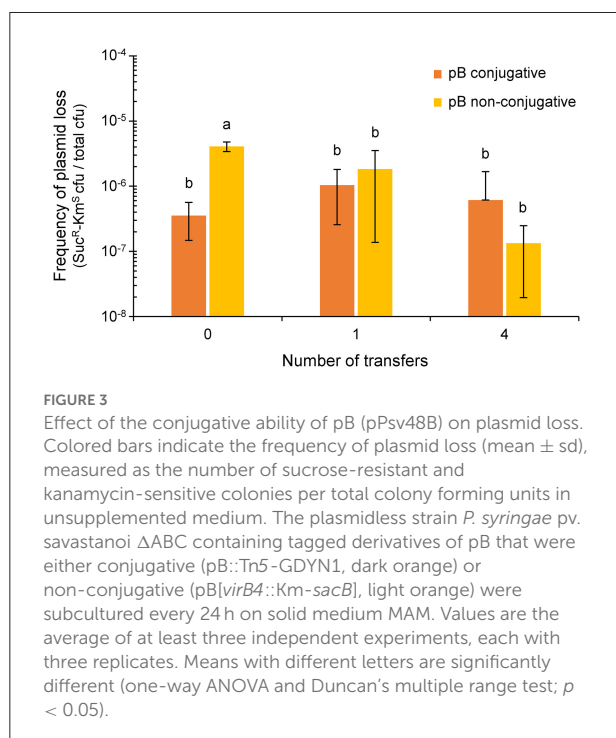 10⁻⁴
10⁻⁵
10⁻⁶
10⁻⁷
10⁻⁸
Frequency of plasmid loss
(Sucᴿ-Kmˢ cfu / total cfu)
pB conjugative
pB non-conjugative
b a b b b b
0 1 4
Number of transfers
FIGURE 3
Effect of the conjugative ability of pB (pPsv48B) on plasmid loss.
Colored bars indicate the frequency of plasmid loss (mean ± sd),
measured as the number of sucrose-resistant and
kanamycin-sensitive colonies per total colony forming units in
unsupplemented medium. The plasmidless strain P. syringae pv.
savastanoi ΔABC containing tagged derivatives of pB that were
either conjugative (pB::Tn5-GDYN1, dark orange) or
non-conjugative (pB[virB4::Km-sacB], light orange) were
subcultured every 24 h on solid medium MAM. Values are the
average of at least three independent experiments, each with
three replicates. Means with different letters are significantly
different (one-way ANOVA and Duncan's multiple range test; p
< 0.05).